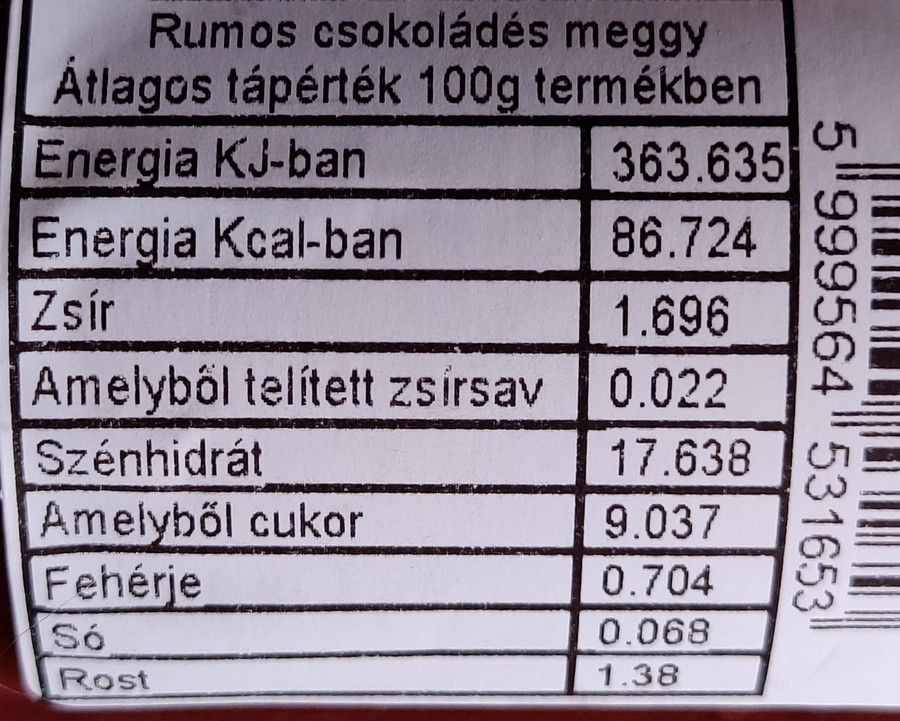 Rumos csokoládés meggy
Átlagos tápérték 100g termékben
Energia KJ-ban 363.635
Energia Kcal-ban 86.724
Zsír 1.696
Amelyből telített zsírsav 0.022
Szénhidrát 17.638
Amelyből cukor 9.037
Fehérje 0.704
Só 0.068
Rost 1.38
5 999564 531653